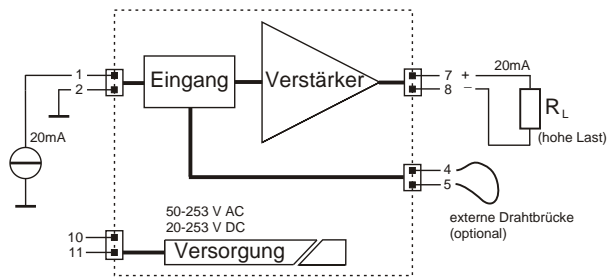 Eingang
Verstärker
1
2
20mA
7 + 20mA
8 −
R L
(hohe Last)
4
5
externe Drahtbrücke
(optional)
50-253 V AC
20-253 V DC
10
11
Versorgung